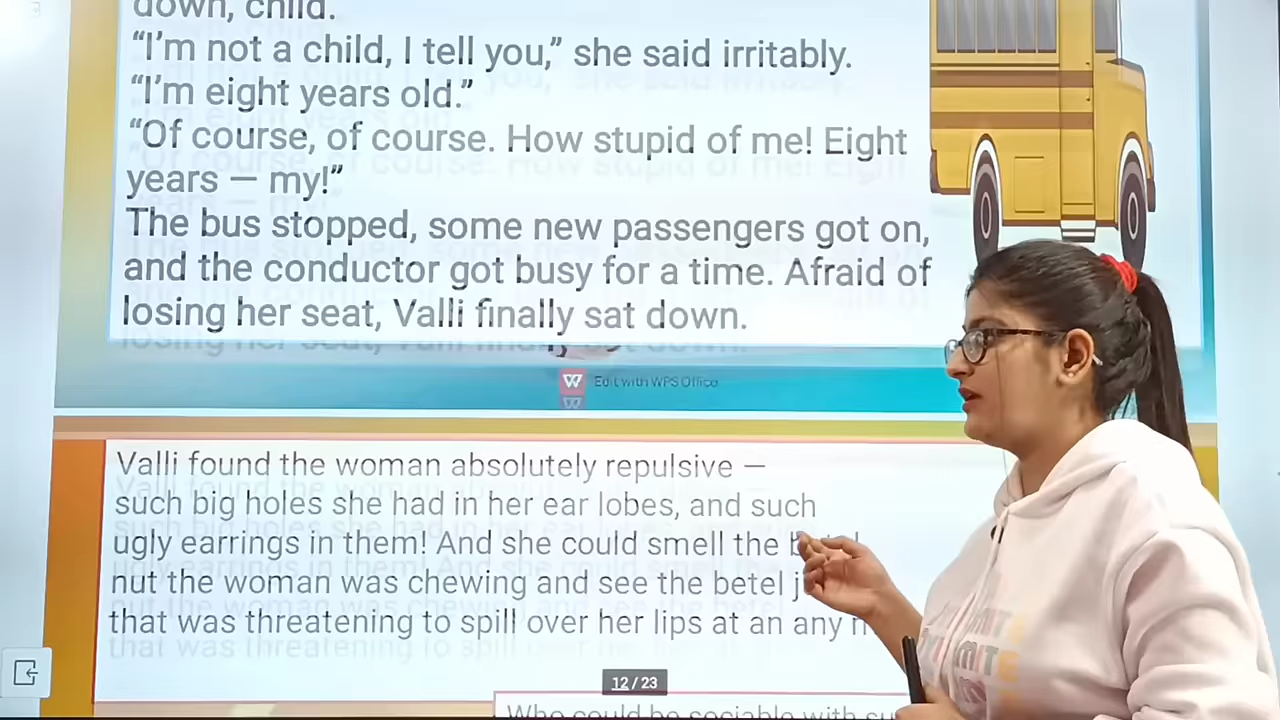 down, child.
“I’m not a child, I tell you,” she said irritably.
“I’m eight years old.”
“Of course, of course. How stupid of me! Eight
years — my!”
The bus stopped, some new passengers got on,
and the conductor got busy for a time. Afraid of
losing her seat, Valli finally sat down.
Edit with WPS Office
Valli found the woman absolutely repulsive —
such big holes she had in her ear lobes, and such
ugly earrings in them! And she could smell the
nut the woman was chewing and see the betel
that was threatening to spill over her lips at an any
12 / 23
Who could be sociable with